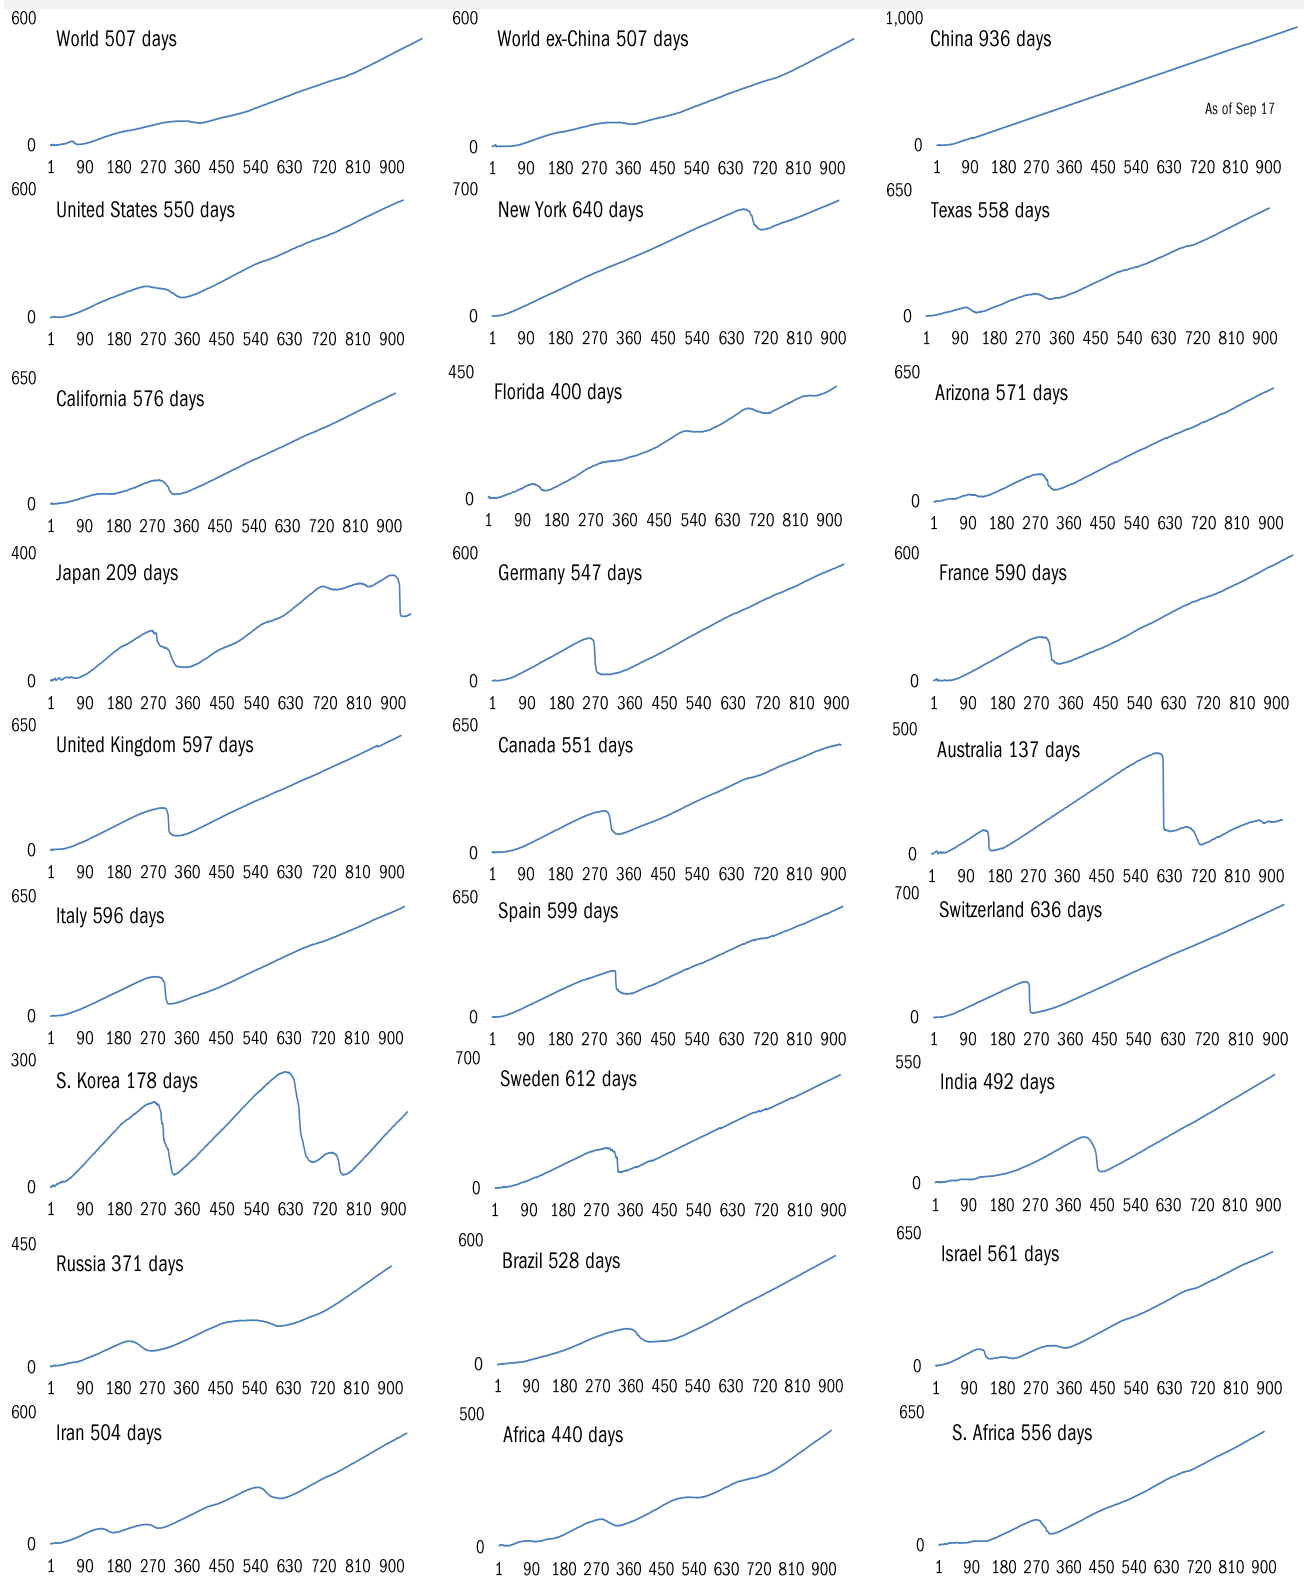 600 600 1,000
World 507 days World ex-China 507 days China 936 days
As of Sep 17
0 0 0
1 90 180 270 360 450 540 630 720 810 900 1 90 180 270 360 450 540 630 720 810 900 1 90 180 270 360 450 540 630 720 810 900
600 700 650
United States 550 days New York 640 days Texas 558 days
0 0 0
1 90 180 270 360 450 540 630 720 810 900 1 90 180 270 360 450 540 630 720 810 900 1 90 180 270 360 450 540 630 720 810 900
650 450 650
California 576 days Florida 400 days Arizona 571 days
0 0 0
1 90 180 270 360 450 540 630 720 810 900 1 90 180 270 360 450 540 630 720 810 900 1 90 180 270 360 450 540 630 720 810 900
400 600 600
Japan 209 days Germany 547 days France 590 days
0 0 0
1 90 180 270 360 450 540 630 720 810 900 1 90 180 270 360 450 540 630 720 810 900 1 90 180 270 360 450 540 630 720 810 900
650 650 500
United Kingdom 597 days Canada 551 days Australia 137 days
0 0 0
1 90 180 270 360 450 540 630 720 810 900 1 90 180 270 360 450 540 630 720 810 900 1 90 180 270 360 450 540 630 720 810 900
650 650 700
Italy 596 days Spain 599 days Switzerland 636 days
0 0 0
1 90 180 270 360 450 540 630 720 810 900 1 90 180 270 360 450 540 630 720 810 900 1 90 180 270 360 450 540 630 720 810 900
300 700 550
S. Korea 178 days Sweden 612 days India 492 days
0 0 0
1 90 180 270 360 450 540 630 720 810 900 1 90 180 270 360 450 540 630 720 810 900 1 90 180 270 360 450 540 630 720 810 900
450 600 650
Russia 371 days Brazil 528 days Israel 561 days
0 0 0
1 90 180 270 360 450 540 630 720 810 900 1 90 180 270 360 450 540 630 720 810 900 1 90 180 270 360 450 540 630 720 810 900
600 500 650
Iran 504 days Africa 440 days S. Africa 556 days
0 0 0
1 90 180 270 360 450 540 630 720 810 900 1 90 180 270 360 450 540 630 720 810 900 1 90 180 270 360 450 540 630 720 810 900